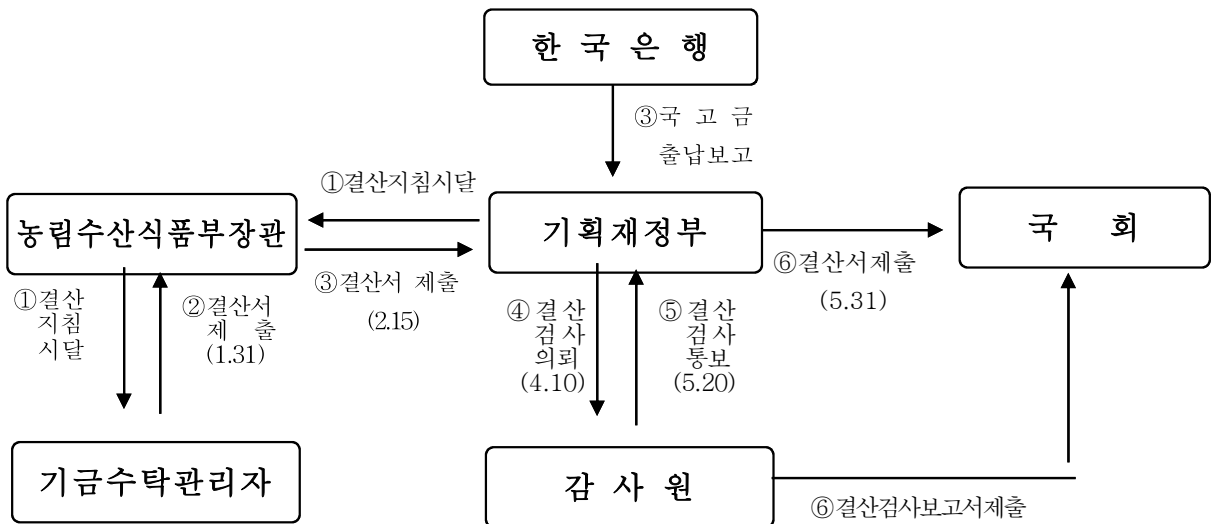 한 국 은 행
③국 고 금
출납보고
①결산지침시달
농림수산식품부장관
기획재정부
국 회
③결산서 제출
(2.15)
⑥결산서제출
(5.31)
①결산
지침
시달
②결산서
제 출
(1.31)
④결산
검사
의뢰
(4.10)
⑤결산
검사
통보
(5.20)
기금수탁관리자
감 사 원
⑥결산검사보고서제출